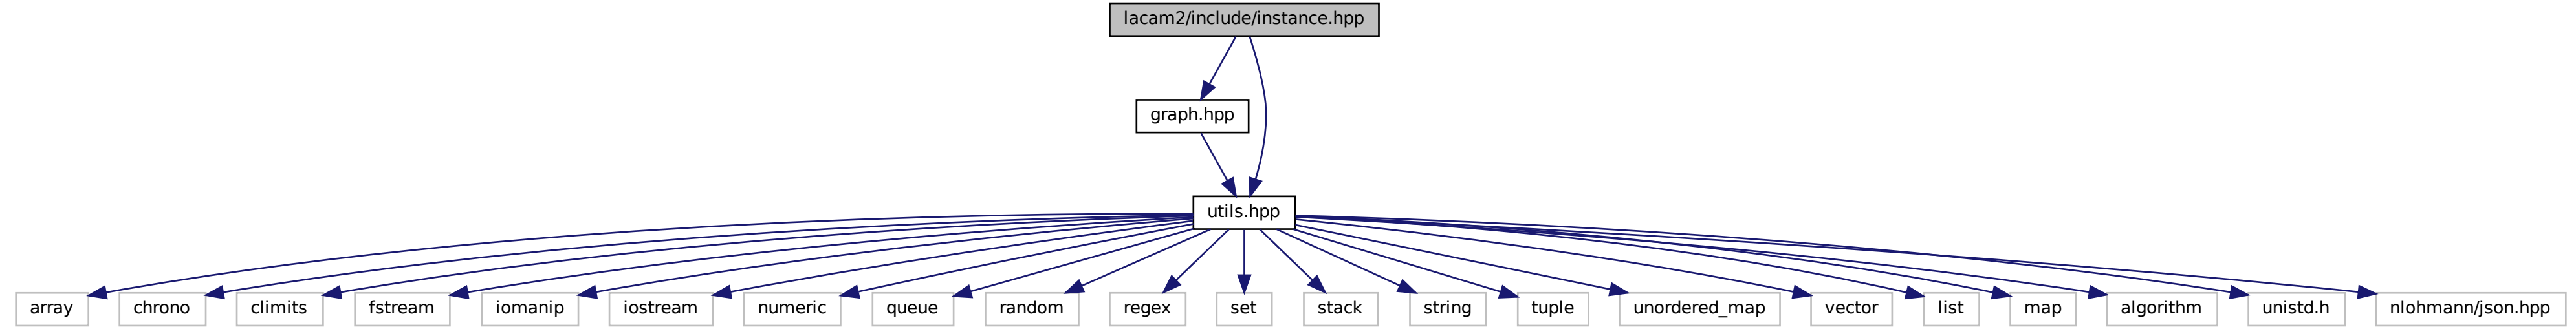 lacam2/include/instance.hpp
graph.hpp
utils.hpp
array
chrono
climits
fstream
iomanip
iostream
numeric
queue
random
regex
set
stack
string
tuple
unordered_map
vector
list
map
algorithm
unistd.h
nlohmann/json.hpp